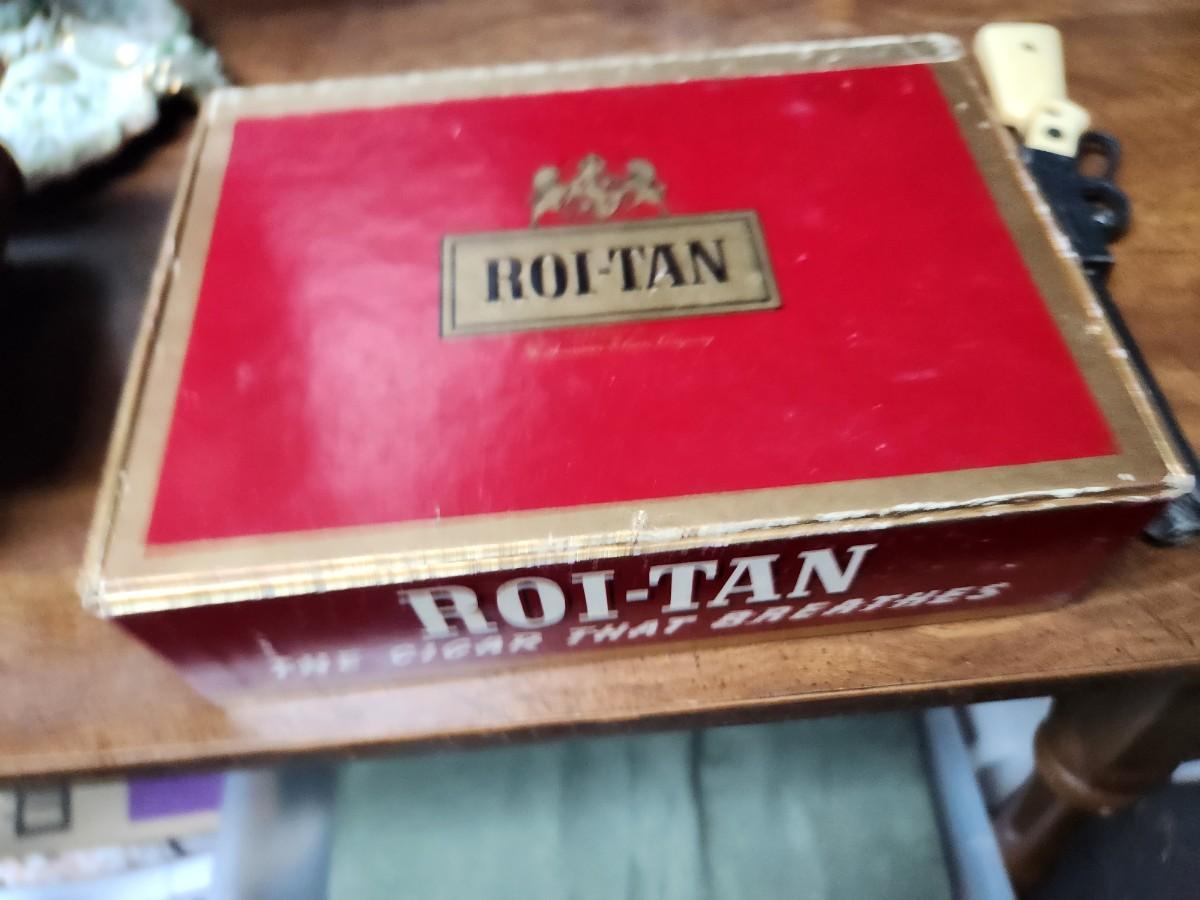 ROI-TAN
ROI-TAN
THE CIGAR THAT BREATHES